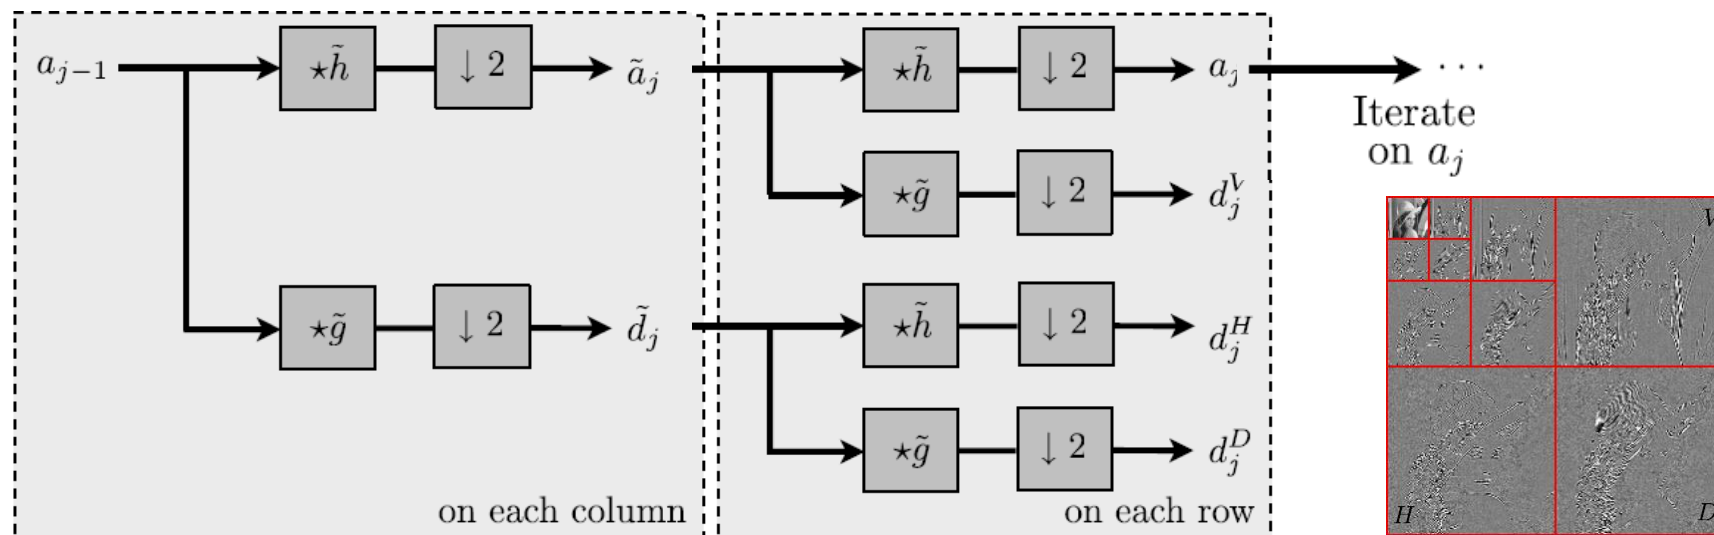 a_{j-1} ⋆h̃ ↓ 2 ã_j ⋆h̃ ↓ 2 a_j ···
Iterate
on a_j
⋆g̃ ↓ 2 d_j^V
⋆g̃ ↓ 2 d̃_j ⋆h̃ ↓ 2 d_j^H
⋆g̃ ↓ 2 d_j^D
on each column
on each row
V
H
D